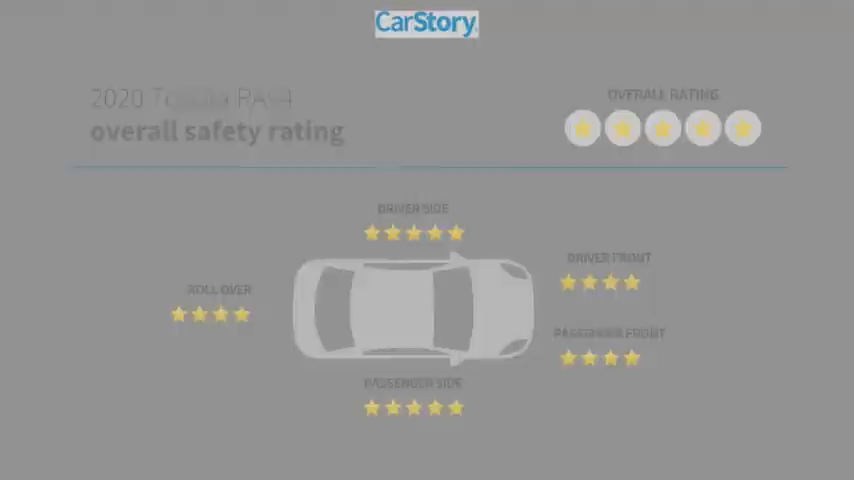 CarStory
2020 Toyota RAV4
overall safety rating
OVERALL RATING
DRIVER SIDE
DRIVER FRONT
ROLL OVER
PASSENGER FRONT
PASSENGER SIDE